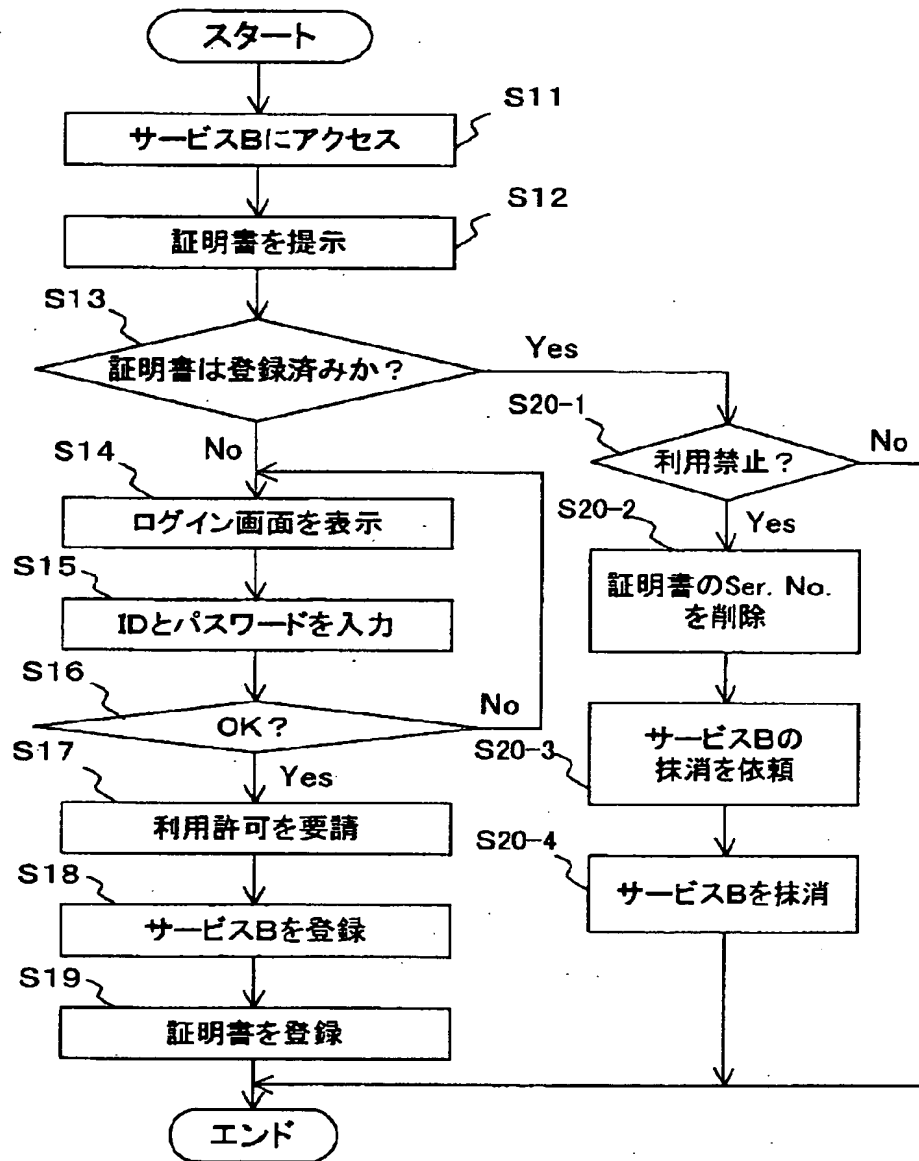 スタート
S11
サービスBにアクセス
S12
証明書を提示
S13
証明書は登録済みか?
Yes
No
S20-1
利用禁止?
No
Yes
S14
ログイン画面を表示
S15
IDとパスワードを入力
S16
OK?
No
Yes
S17
利用許可を要請
S18
サービスBを登録
S19
証明書を登録
S20-2
証明書のSer. No.
を削除
S20-3
サービスBの
抹消を依頼
S20-4
サービスBを抹消
エンド